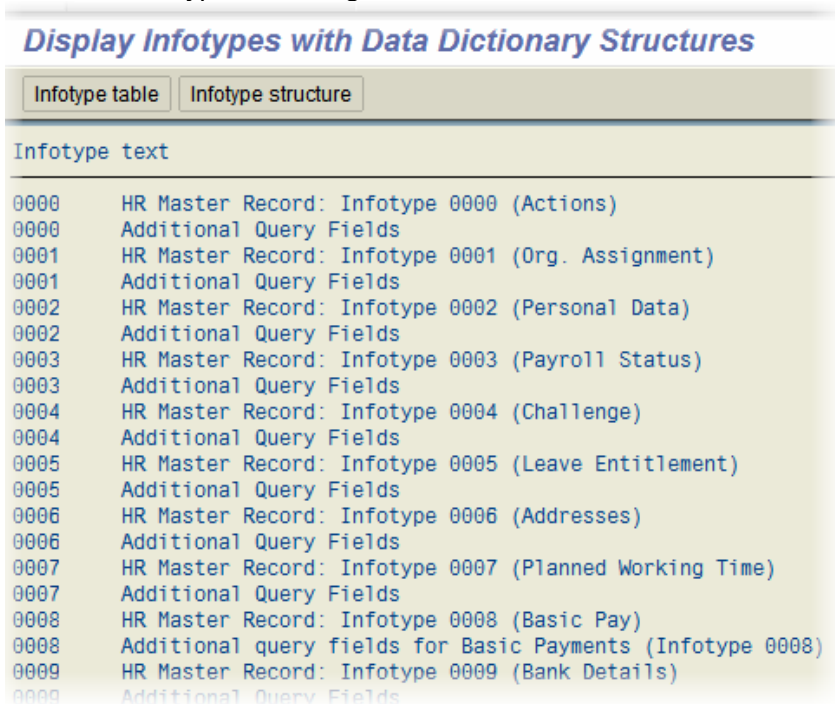 Display Infotypes with Data Dictionary Structures
Infotype table Infotype structure
Infotype text
0000 HR Master Record: Infotype 0000 (Actions)
0000 Additional Query Fields
0001 HR Master Record: Infotype 0001 (Org. Assignment)
0001 Additional Query Fields
0002 HR Master Record: Infotype 0002 (Personal Data)
0002 Additional Query Fields
0003 HR Master Record: Infotype 0003 (Payroll Status)
0003 Additional Query Fields
0004 HR Master Record: Infotype 0004 (Challenge)
0004 Additional Query Fields
0005 HR Master Record: Infotype 0005 (Leave Entitlement)
0005 Additional Query Fields
0006 HR Master Record: Infotype 0006 (Addresses)
0006 Additional Query Fields
0007 HR Master Record: Infotype 0007 (Planned Working Time)
0007 Additional Query Fields
0008 HR Master Record: Infotype 0008 (Basic Pay)
0008 Additional query fields for Basic Payments (Infotype 0008)
0009 HR Master Record: Infotype 0009 (Bank Details)
0009 Additional Query Fields